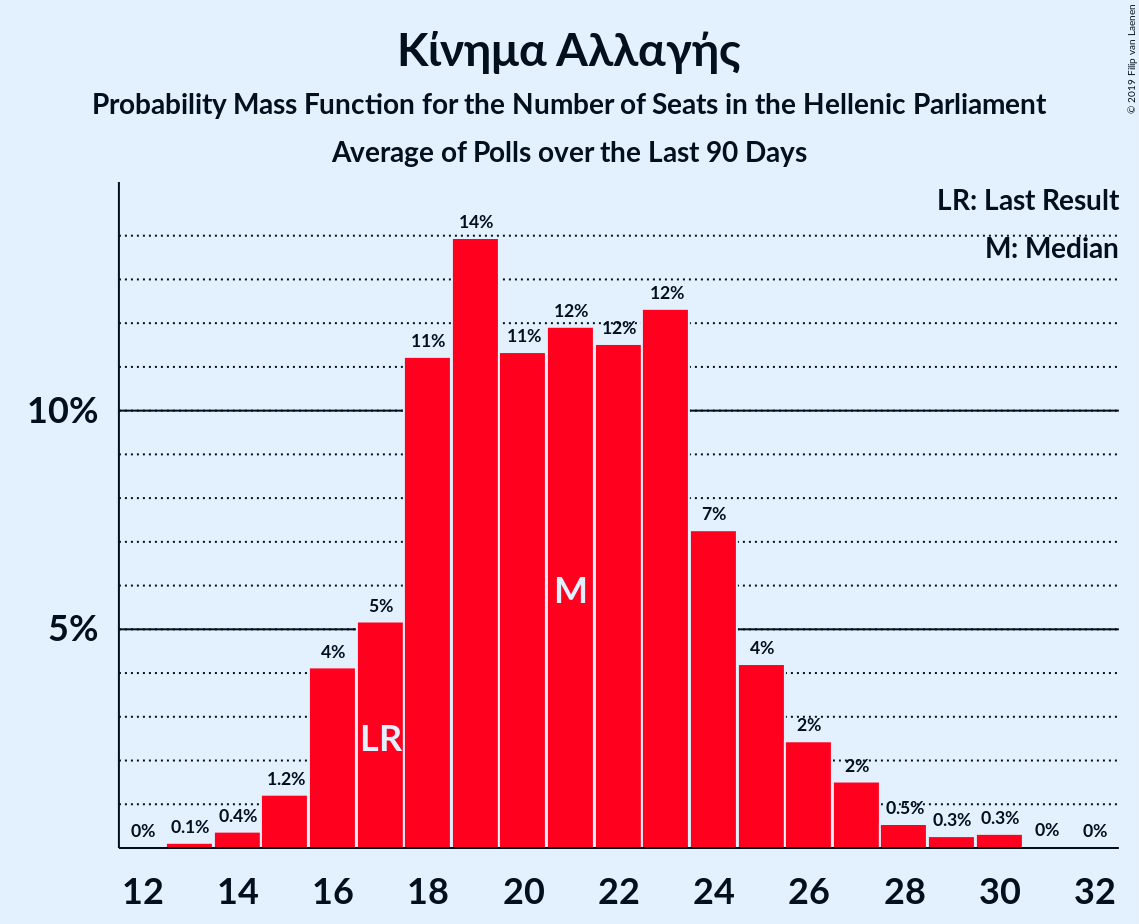 Κίνημα Αλλαγής
Probability Mass Function for the Number of Seats in the Hellenic Parliament
Average of Polls over the Last 90 Days
© 2019 Filip van Laenen
LR: Last Result
M: Median
10%
5%
0%
0.1%
0.4%
1.2%
4%
5%
11%
14%
11%
12%
12%
12%
7%
4%
2%
2%
0.5%
0.3%
0.3%
0%
0%
LR
M
12 14 16 18 20 22 24 26 28 30 32